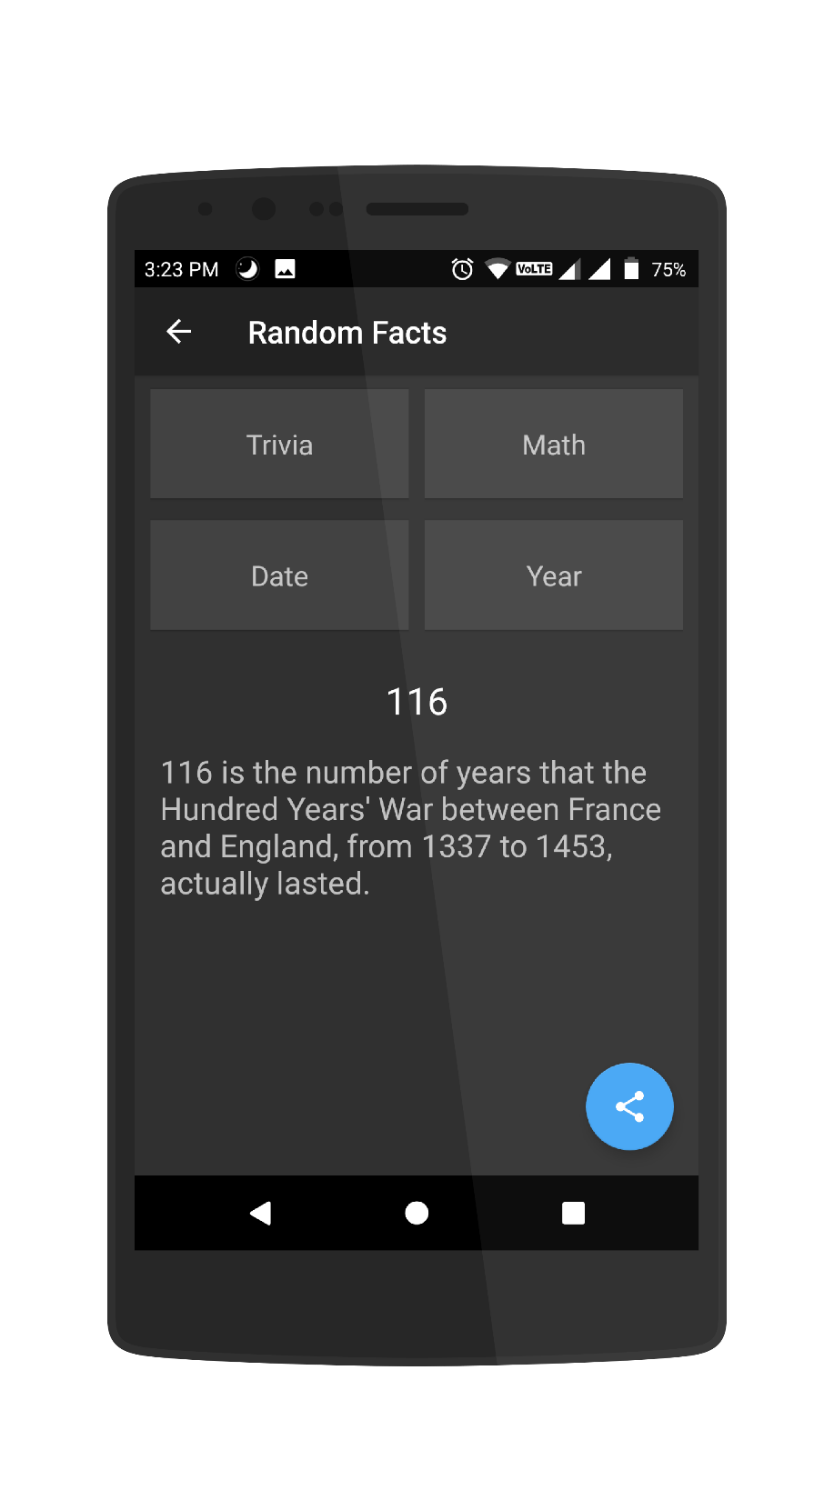 3:23 PM VoLTE 75%
Random Facts
Trivia Math
Date Year
116
116 is the number of years that the
Hundred Years' War between France
and England, from 1337 to 1453,
actually lasted.